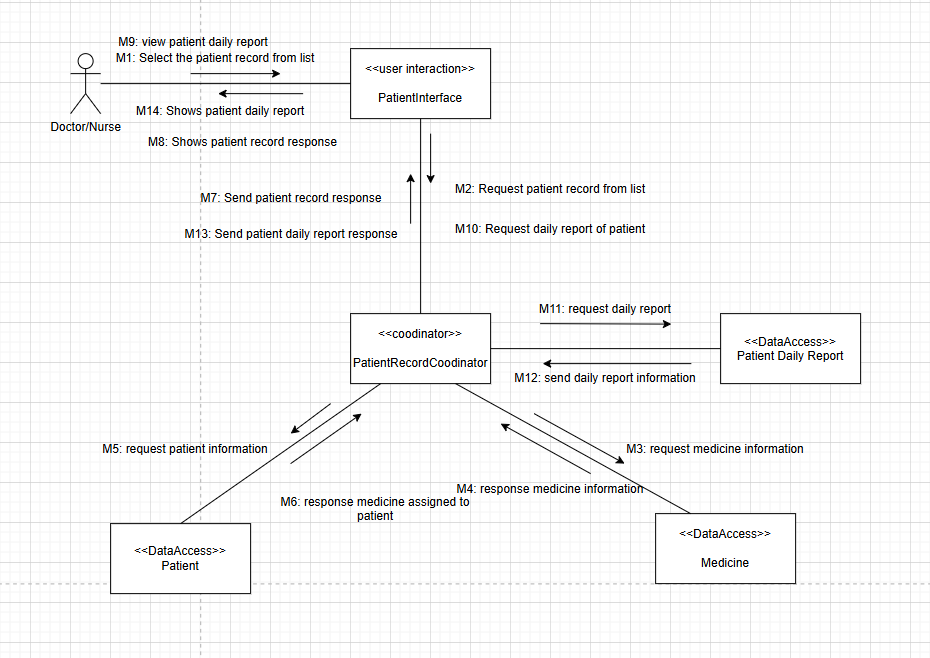 M9: view patient daily report
M1: Select the patient record from list
<<user interaction>>
PatientInterface
M14: Shows patient daily report
Doctor/Nurse
M8: Shows patient record response
M2: Request patient record from list
M7: Send patient record response
M10: Request daily report of patient
M13: Send patient daily report response
M11: request daily report
<<coodinator>>
PatientRecordCoodinator
<<DataAccess>>
Patient Daily Report
M12: send daily report information
M5: request patient information
M3: request medicine information
M4: response medicine information
M6: response medicine assigned to
patient
<<DataAccess>>
Patient
<<DataAccess>>
Medicine